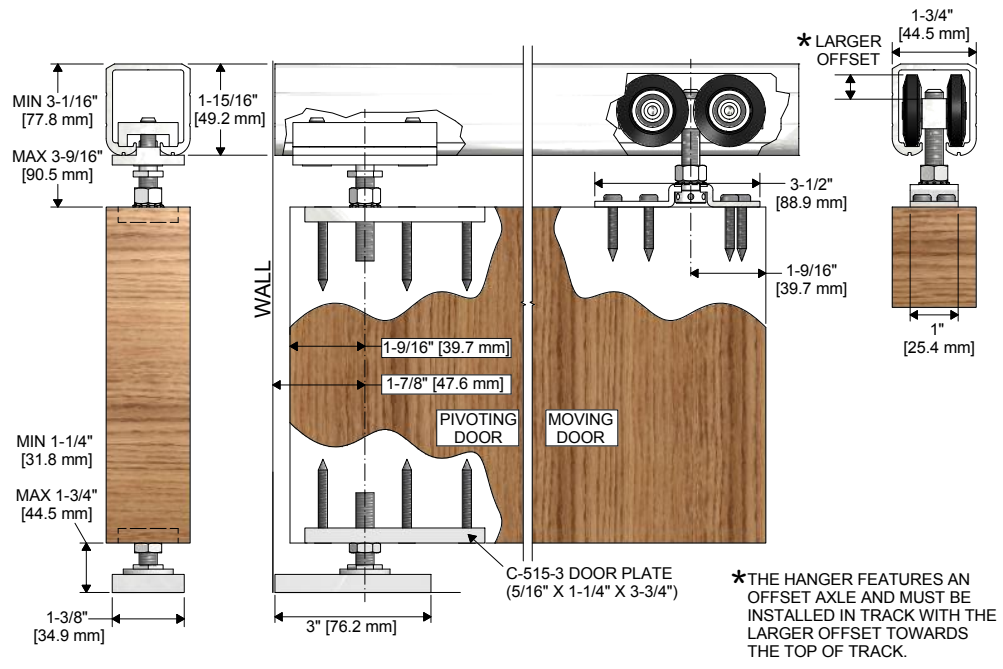 1-3/4"
[44.5 mm]
* LARGER
OFFSET
MIN 3-1/16"
[77.8 mm]
MAX 3-9/16"
[90.5 mm]
1-15/16"
[49.2 mm]
3-1/2"
[88.9 mm]
1-9/16"
[39.7 mm]
1"
[25.4 mm]
WALL
1-9/16" [39.7 mm]
1-7/8" [47.6 mm]
PIVOTING
DOOR
MOVING
DOOR
MIN 1-1/4"
[31.8 mm]
MAX 1-3/4"
[44.5 mm]
1-3/8"
[34.9 mm]
3" [76.2 mm]
C-515-3 DOOR PLATE
(5/16" X 1-1/4" X 3-3/4")
* THE HANGER FEATURES AN
OFFSET AXLE AND MUST BE
INSTALLED IN TRACK WITH THE
LARGER OFFSET TOWARDS
THE TOP OF TRACK.